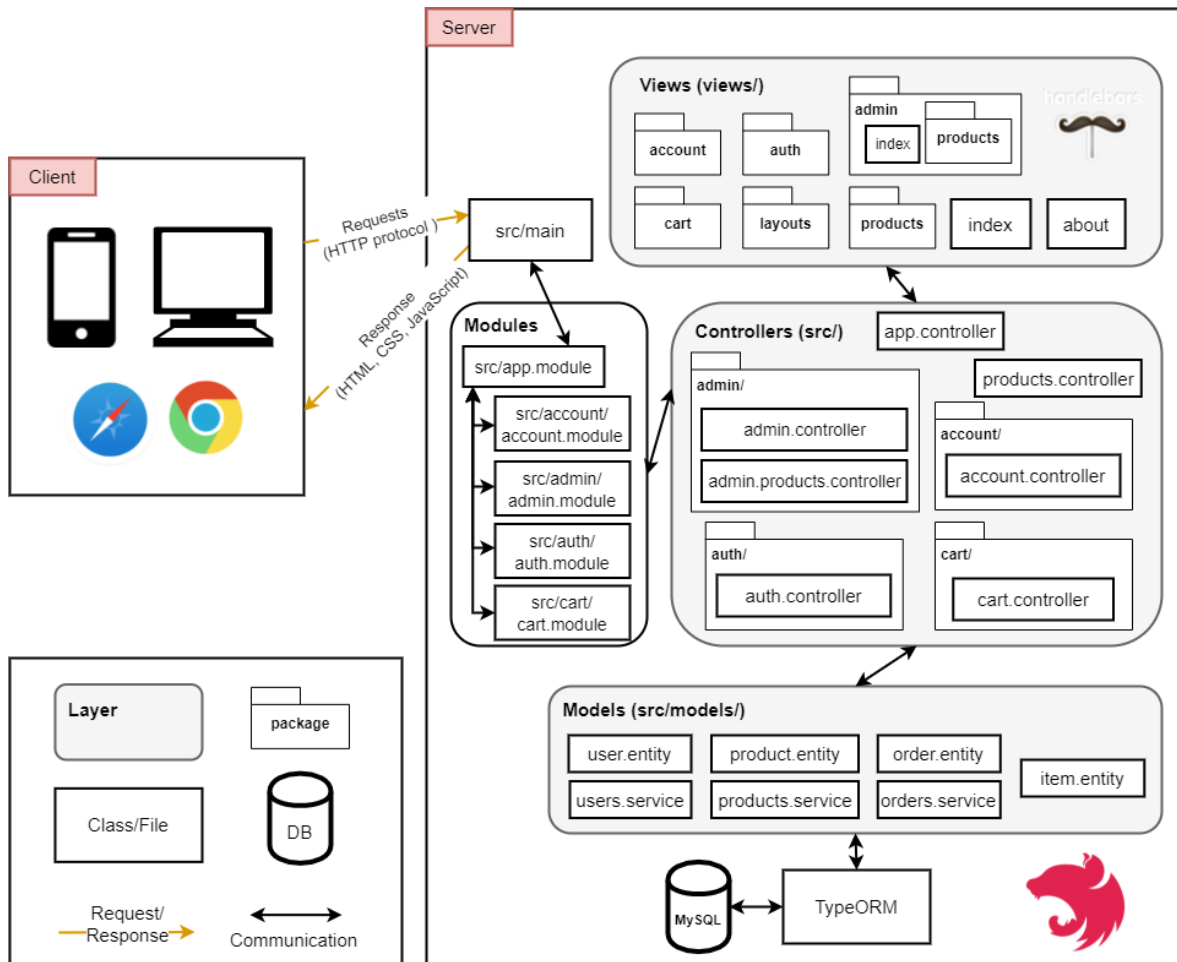 Server
Views (views/)
handlebars
account
auth
admin
index
products
cart
layouts
products
index
about
Client
Requests
(HTTP protocol )
Response
(HTML, CSS, JavaScript)
src/main
Modules
src/app.module
src/account/
account.module
src/admin/
admin.module
src/auth/
auth.module
src/cart/
cart.module
Controllers (src/)
app.controller
products.controller
admin/
admin.controller
admin.products.controller
account/
account.controller
auth/
auth.controller
cart/
cart.controller
Models (src/models/)
user.entity
product.entity
order.entity
item.entity
users.service
products.service
orders.service
MySQL
TypeORM
Layer
package
Class/File
DB
Request/
Response
Communication